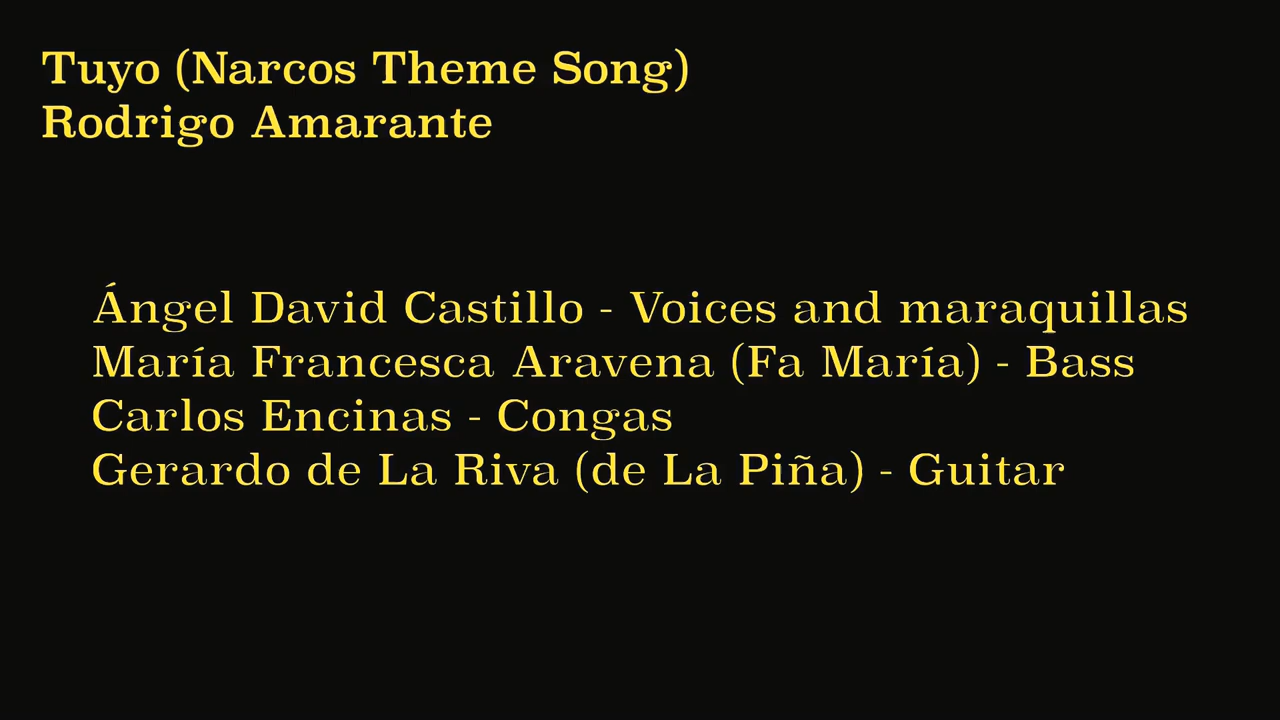 Tuyo (Narcos Theme Song)
Rodrigo Amarante
Ángel David Castillo - Voices and maraquillas
María Francesca Aravena (Fa María) - Bass
Carlos Encinas - Congas
Gerardo de La Riva (de La Piña) - Guitar